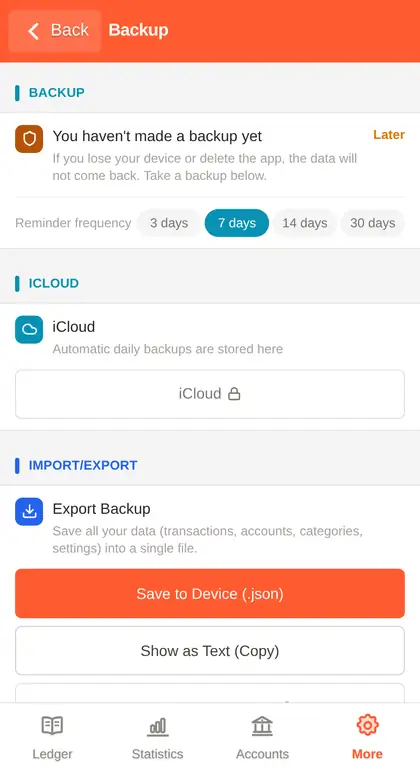 Back Backup
BACKUP
You haven't made a backup yet Later
If you lose your device or delete the app, the data will
not come back. Take a backup below.
Reminder frequency 3 days 7 days 14 days 30 days
ICLOUD
iCloud
Automatic daily backups are stored here
iCloud
IMPORT/EXPORT
Export Backup
Save all your data (transactions, accounts, categories,
settings) into a single file.
Save to Device (.json)
Show as Text (Copy)
Ledger Statistics Accounts More